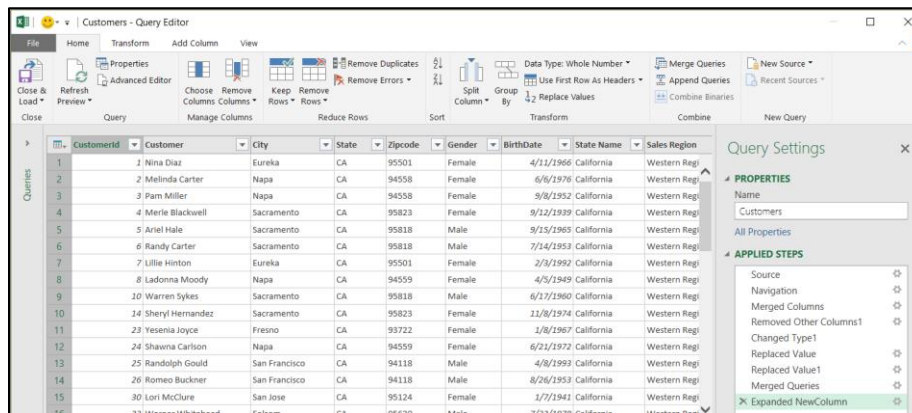 Customers - Query Editor
File Home Transform Add Column View
Close & Load
Refresh Preview
Properties
Advanced Editor
Choose Columns
Remove Columns
Keep Rows
Remove Rows
Remove Duplicates
Remove Errors
Split Column
Group By
Data Type: Whole Number
Use First Row As Headers
Replace Values
Merge Queries
Append Queries
Combine Binaries
New Source
Recent Sources
Close Query Manage Columns Reduce Rows Sort Transform Combine New Query
Queries
CustomerId Customer City State Zipcode Gender BirthDate State Name Sales Region
1 1 Nina Diaz Eureka CA 95501 Female 4/11/1966 California Western Regi
2 2 Melinda Carter Napa CA 94558 Female 6/6/1976 California Western Regi
3 3 Pam Miller Napa CA 94558 Female 9/8/1952 California Western Regi
4 4 Merle Blackwell Sacramento CA 95823 Female 9/12/1939 California Western Regi
5 5 Ariel Hale Sacramento CA 95818 Male 9/15/1965 California Western Regi
6 6 Randy Carter Sacramento CA 95818 Male 7/14/1953 California Western Regi
7 7 Lillie Hinton Eureka CA 95501 Female 2/3/1992 California Western Regi
8 8 Ladonna Moody Napa CA 94559 Female 4/5/1949 California Western Regi
9 10 Warren Sykes Sacramento CA 95818 Male 6/17/1960 California Western Regi
10 14 Sheryl Hernandez Sacramento CA 95823 Female 11/8/1974 California Western Regi
11 23 Yesenia Joyce Fresno CA 93722 Female 1/8/1967 California Western Regi
12 24 Shawna Carlson Napa CA 94559 Female 6/21/1972 California Western Regi
13 25 Randolph Gould San Francisco CA 94118 Male 4/8/1993 California Western Regi
14 26 Romeo Buckner San Francisco CA 94118 Male 8/26/1953 California Western Regi
15 30 Lori McClure San Jose CA 95124 Female 1/7/1941 California Western Regi
Query Settings
PROPERTIES
Name
Customers
All Properties
APPLIED STEPS
Source
Navigation
Merged Columns
Removed Other Columns1
Changed Type1
Replaced Value
Replaced Value1
Merged Queries
Expanded NewColumn